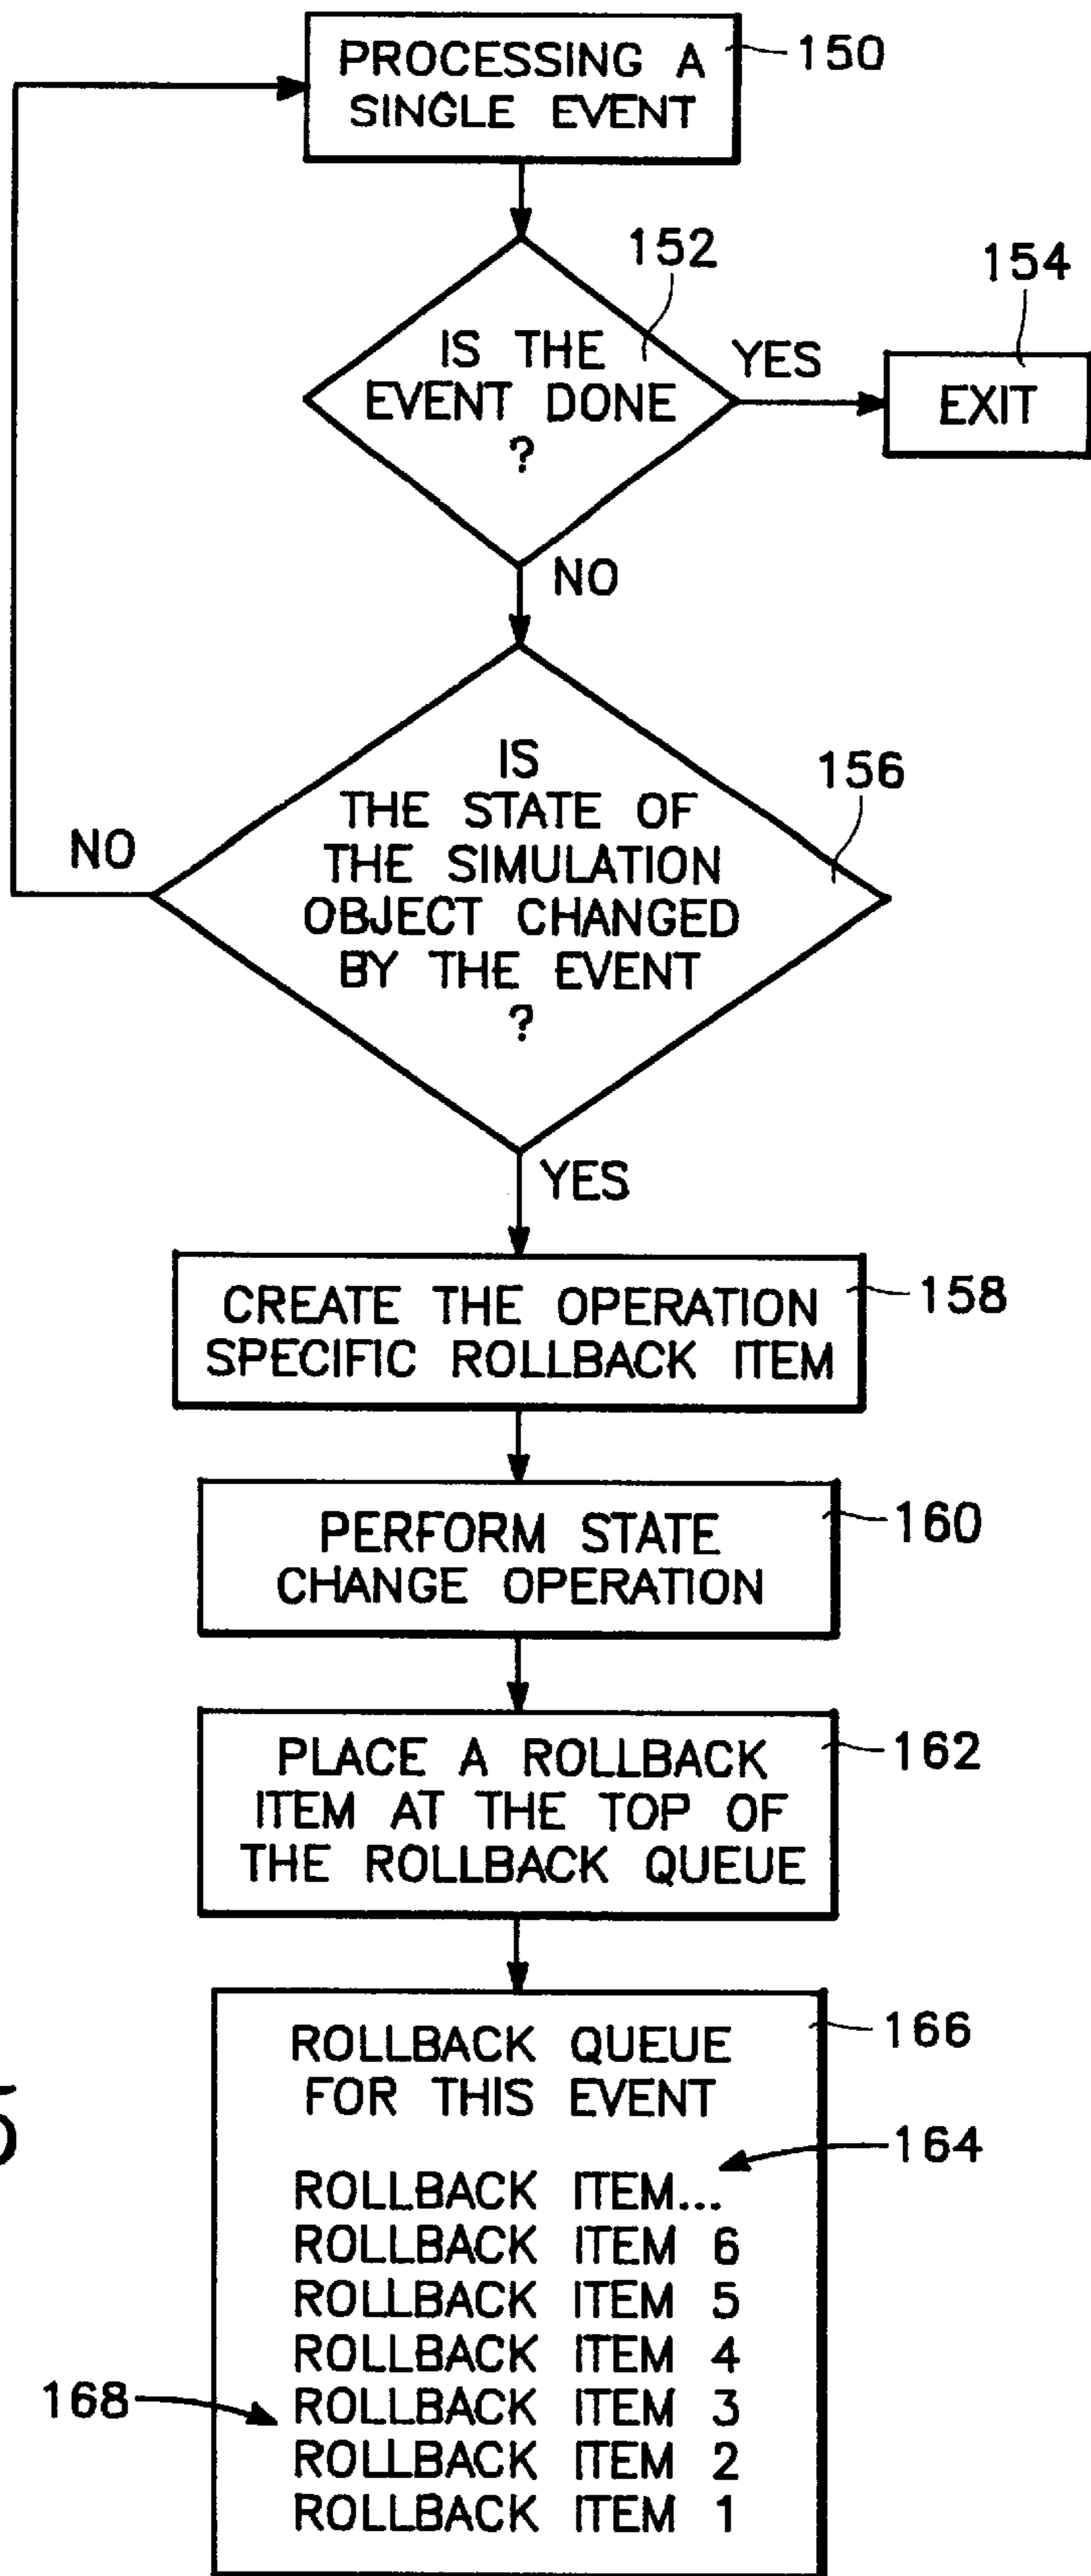 PROCESSING A
SINGLE EVENT
150
152
154
IS THE
EVENT DONE
?
YES
EXIT
NO
IS
THE STATE OF
THE SIMULATION
OBJECT CHANGED
BY THE EVENT
?
156
NO
YES
CREATE THE OPERATION
SPECIFIC ROLLBACK ITEM
158
PERFORM STATE
CHANGE OPERATION
160
PLACE A ROLLBACK
ITEM AT THE TOP OF
THE ROLLBACK QUEUE
162
ROLLBACK QUEUE
FOR THIS EVENT
166
164
ROLLBACK ITEM...
ROLLBACK ITEM 6
ROLLBACK ITEM 5
ROLLBACK ITEM 4
168
ROLLBACK ITEM 3
ROLLBACK ITEM 2
ROLLBACK ITEM 1